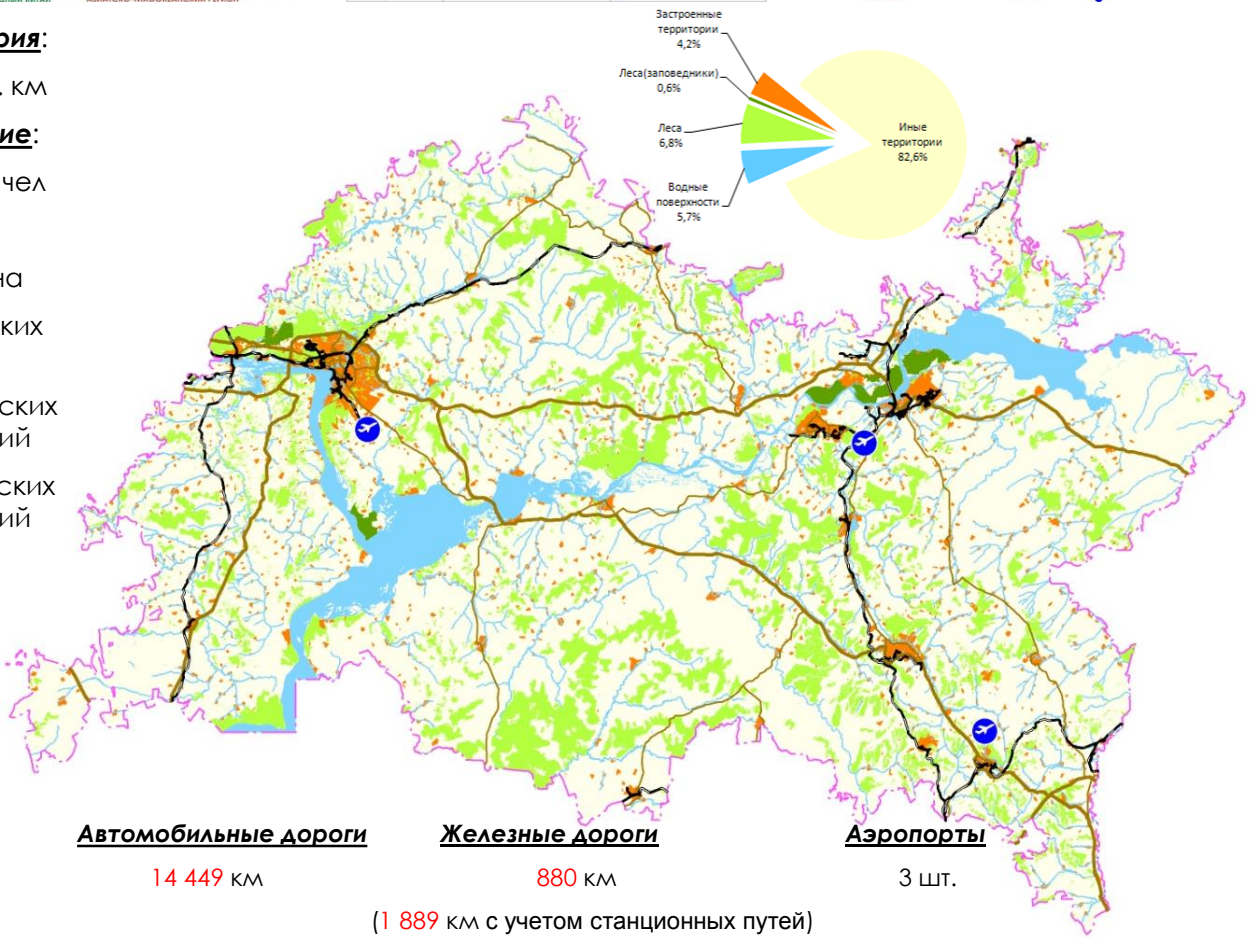 рия:
. км
ие:
чел
на
ких
ских
ий
ских
ий
Застроенные
территории
4,2%
Леса(заповедники)
0,6%
Леса
6,8%
Водные
поверхности
5,7%
Иные
территории
82,6%
Автомобильные дороги
14 449 км
Железные дороги
880 км
(1 889 км с учетом станционных путей)
Аэропорты
3 шт.